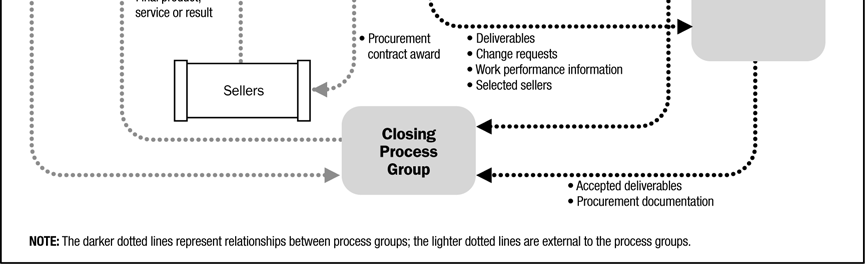 Final product,
service or result
• Procurement
contract award
• Deliverables
• Change requests
• Work performance information
• Selected sellers
Sellers
Closing
Process
Group
• Accepted deliverables
• Procurement documentation
NOTE: The darker dotted lines represent relationships between process groups; the lighter dotted lines are external to the process groups.